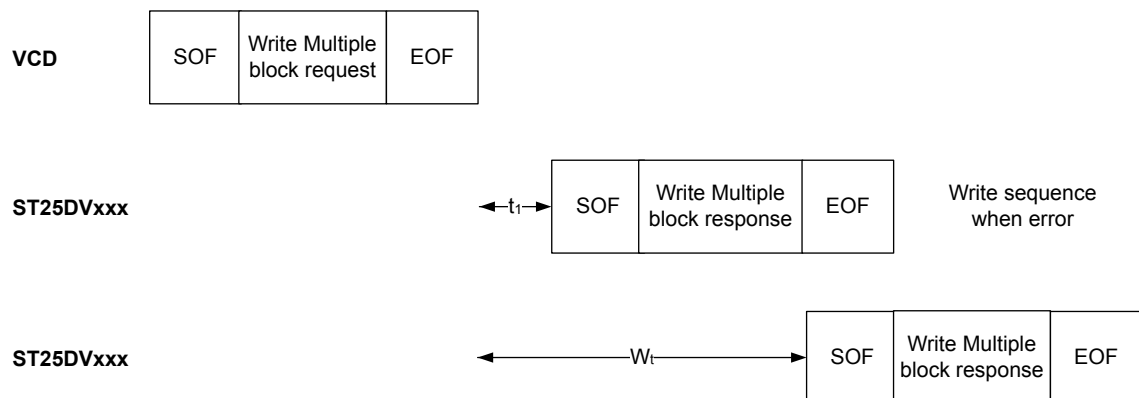 VCD
SOF
Write Multiple
block request
EOF
ST25DVxxx
t1
SOF
Write Multiple
block response
EOF
Write sequence
when error
ST25DVxxx
Wt
SOF
Write Multiple
block response
EOF